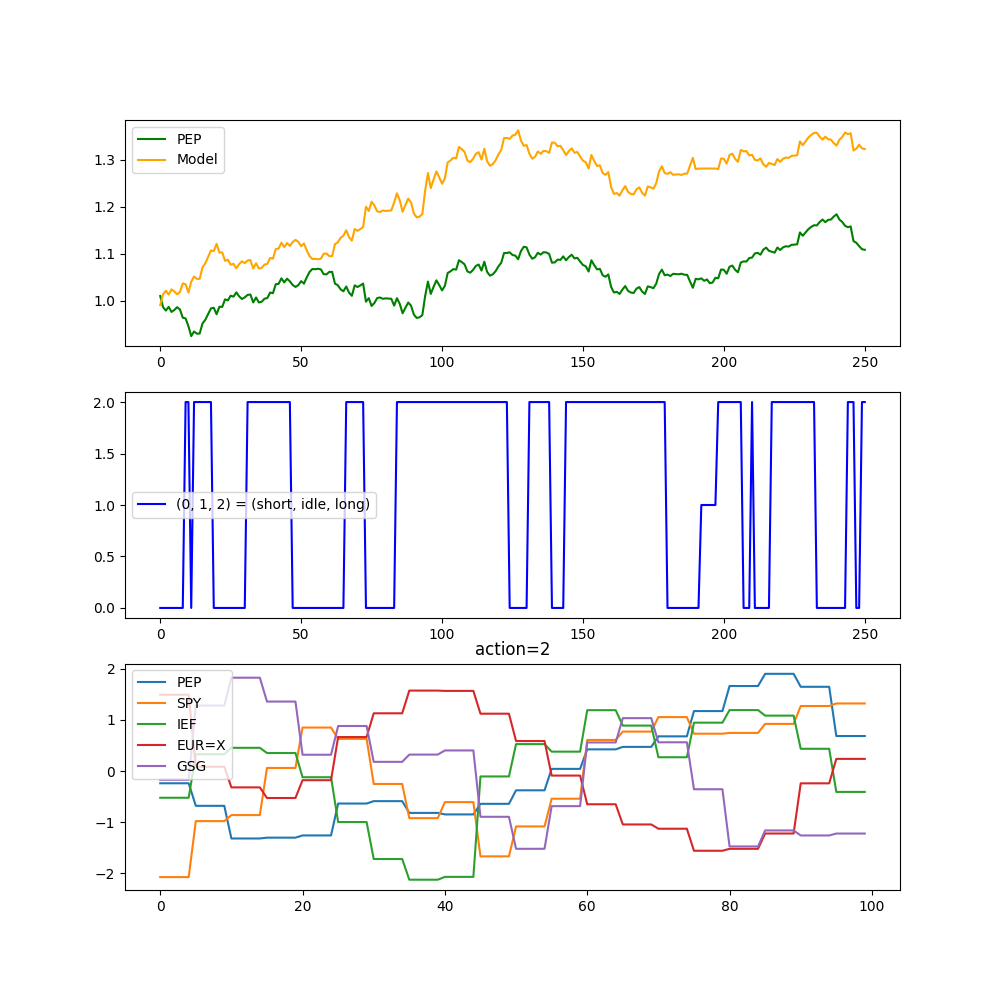 PEP
Model
1.3
1.2
1.1
1.0
0 50 100 150 200 250
2.0
1.5
1.0
0.5
0.0
(0, 1, 2) = (short, idle, long)
0 50 100 150 200 250
action=2
2
1
0
−1
−2
PEP
SPY
IEF
EUR=X
GSG
0 20 40 60 80 100